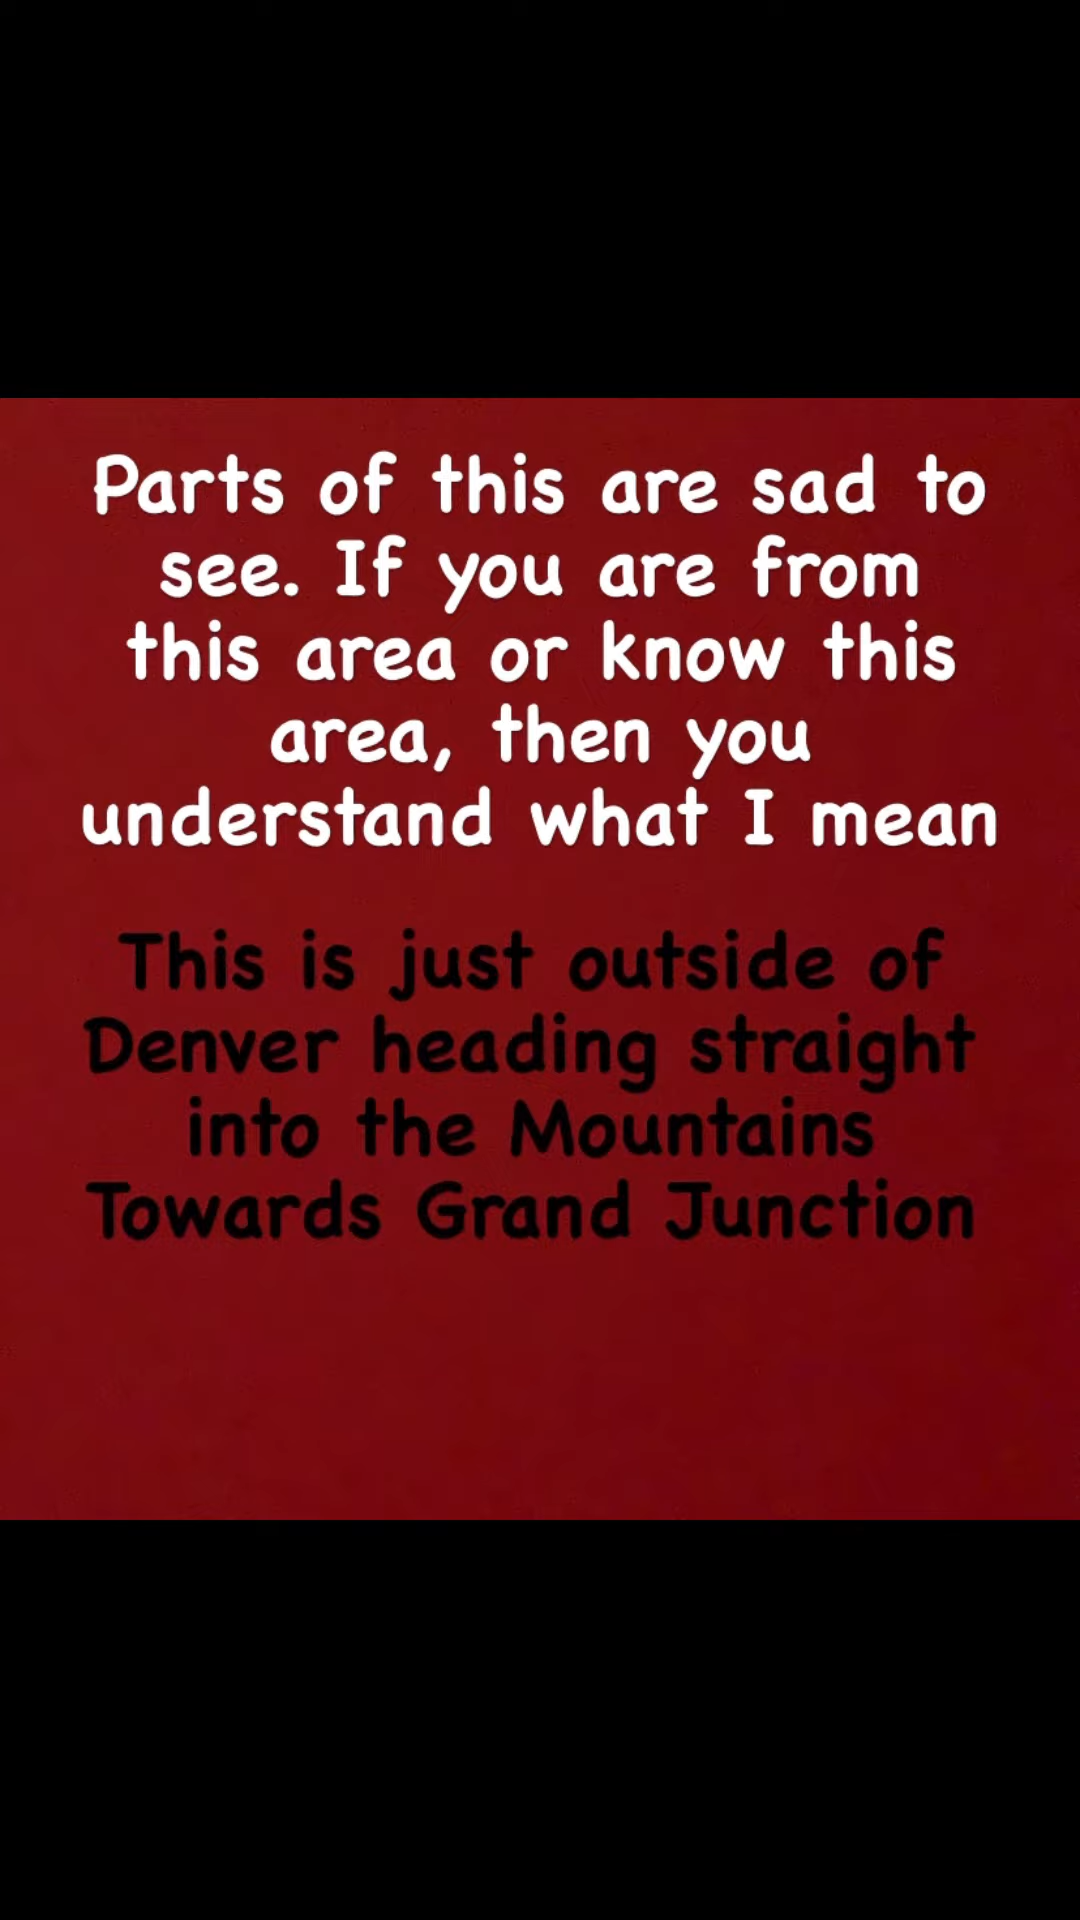 Parts of this are sad to
see. If you are from
this area or know this
area, then you
understand what I mean
This is just outside of
Denver heading straight
into the Mountains
Towards Grand Junction